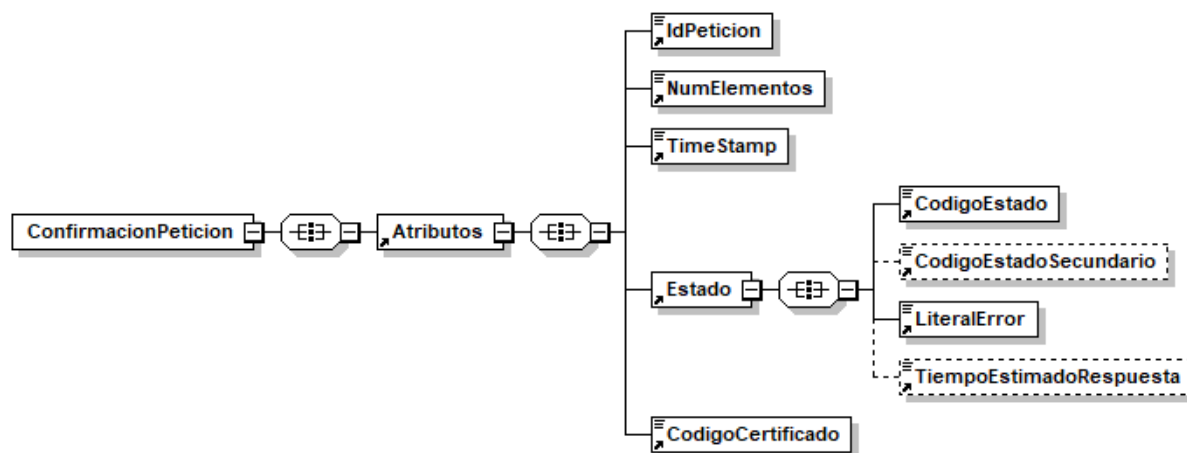 IdPeticion
NumElementos
TimeStamp
ConfirmacionPeticion
Atributos
Estado
CodigoEstado
CodigoEstadoSecundario
LiteralError
TiempoEstimadoRespuesta
CodigoCertificado